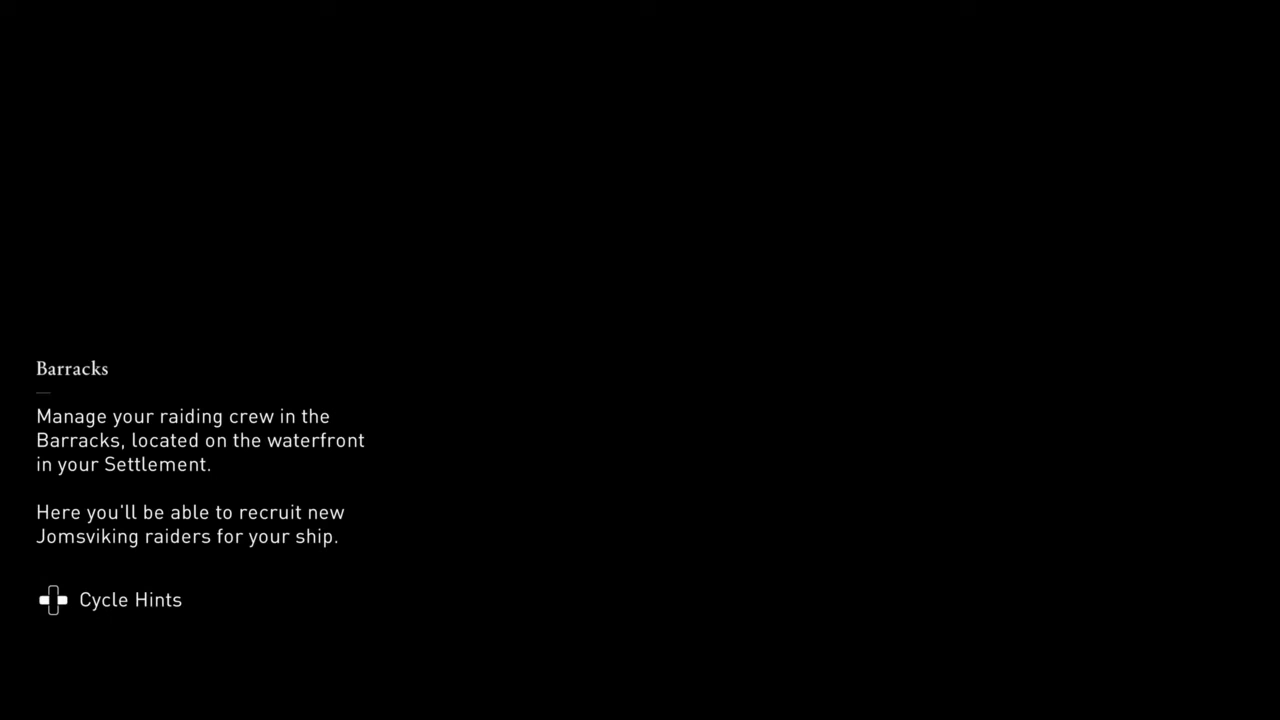 Barracks
Manage your raiding crew in the
Barracks, located on the waterfront
in your Settlement.
Here you'll be able to recruit new
Jomsviking raiders for your ship.
Cycle Hints